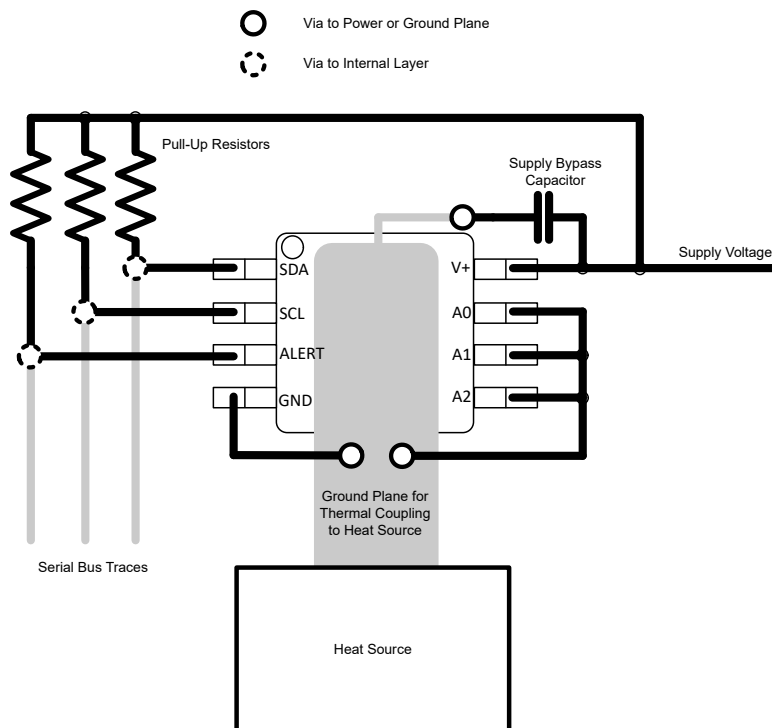 Via to Power or Ground Plane
Via to Internal Layer
Pull-Up Resistors
Supply Bypass
Capacitor
Supply Voltage
SDA
SCL
ALERT
GND
V+
A0
A1
A2
Ground Plane for
Thermal Coupling
to Heat Source
Serial Bus Traces
Heat Source